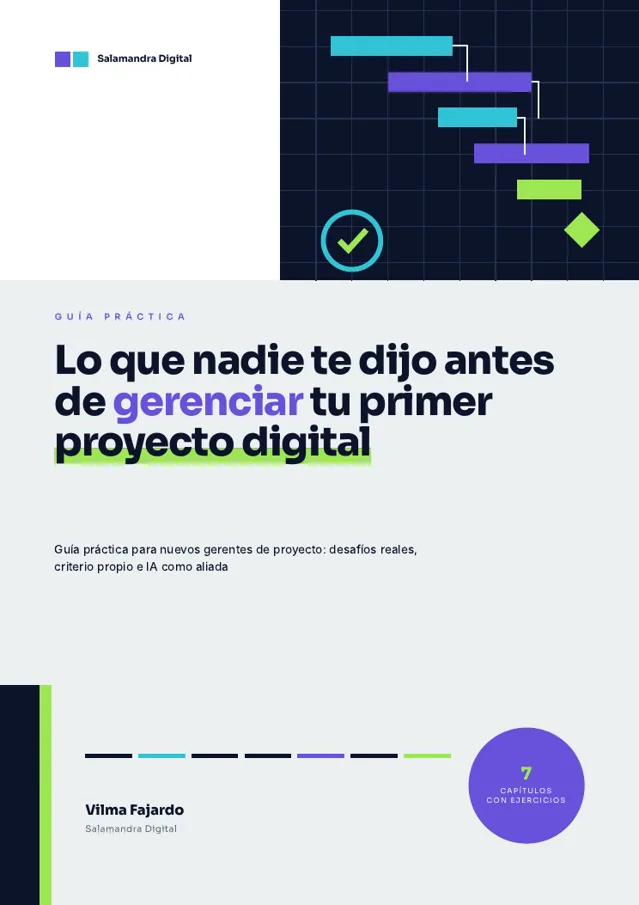 Salamandra Digital
GUÍA PRÁCTICA
Lo que nadie te dijo antes
de gerenciar tu primer
proyecto digital
Guía práctica para nuevos gerentes de proyecto: desafíos reales,
criterio propio e IA como aliada
7
CAPÍTULOS
CON EJERCICIOS
Vilma Fajardo
Salamandra Digital